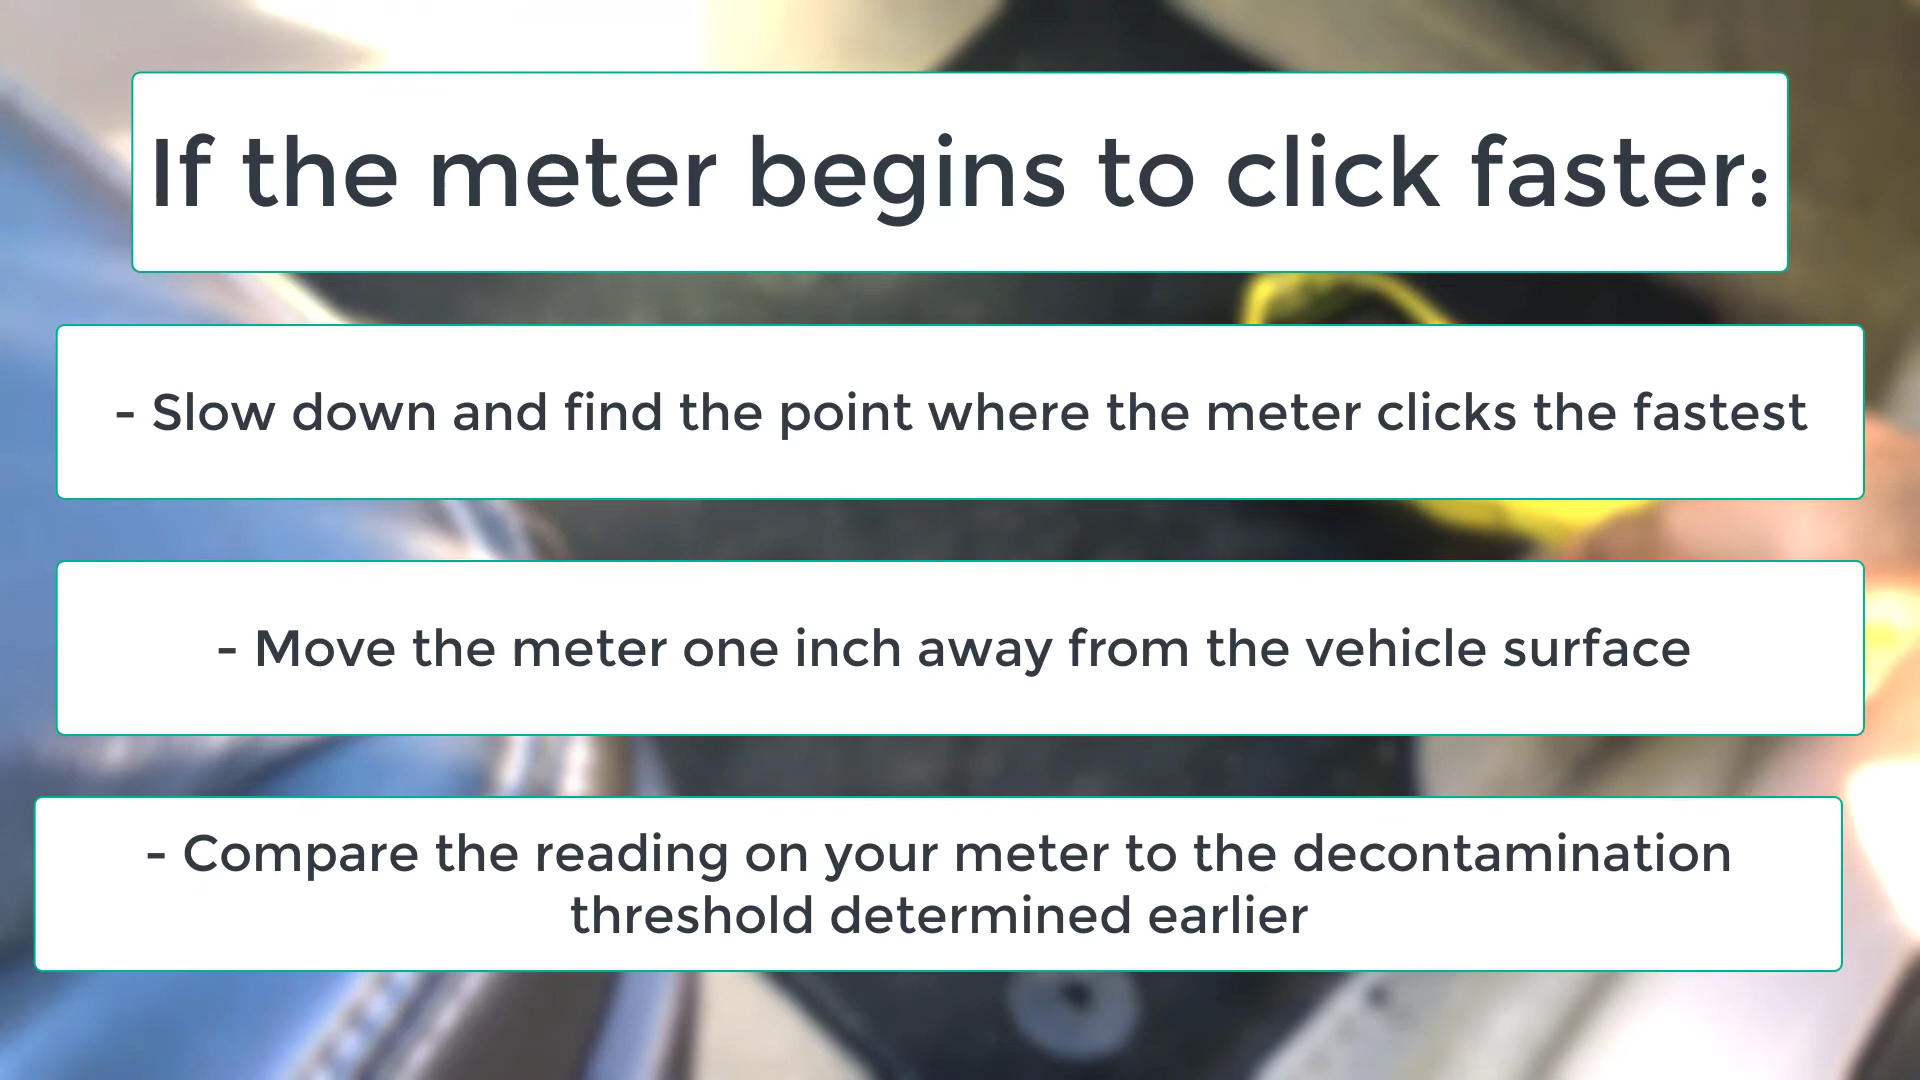 If the meter begins to click faster:
- Slow down and find the point where the meter clicks the fastest
- Move the meter one inch away from the vehicle surface
- Compare the reading on your meter to the decontamination
threshold determined earlier